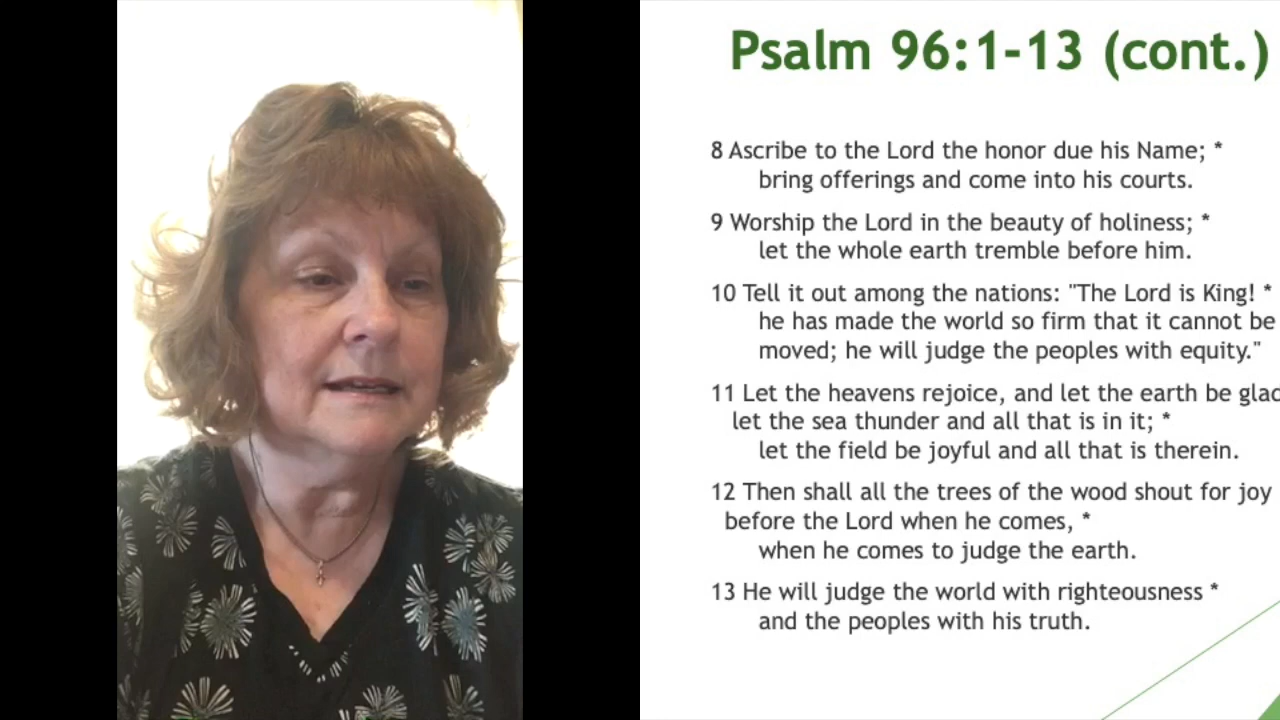 Psalm 96:1-13 (cont.)
8 Ascribe to the Lord the honor due his Name; *
bring offerings and come into his courts.
9 Worship the Lord in the beauty of holiness; *
let the whole earth tremble before him.
10 Tell it out among the nations: "The Lord is King! *
he has made the world so firm that it cannot be
moved; he will judge the peoples with equity."
11 Let the heavens rejoice, and let the earth be glad
let the sea thunder and all that is in it; *
let the field be joyful and all that is therein.
12 Then shall all the trees of the wood shout for joy
before the Lord when he comes, *
when he comes to judge the earth.
13 He will judge the world with righteousness *
and the peoples with his truth.